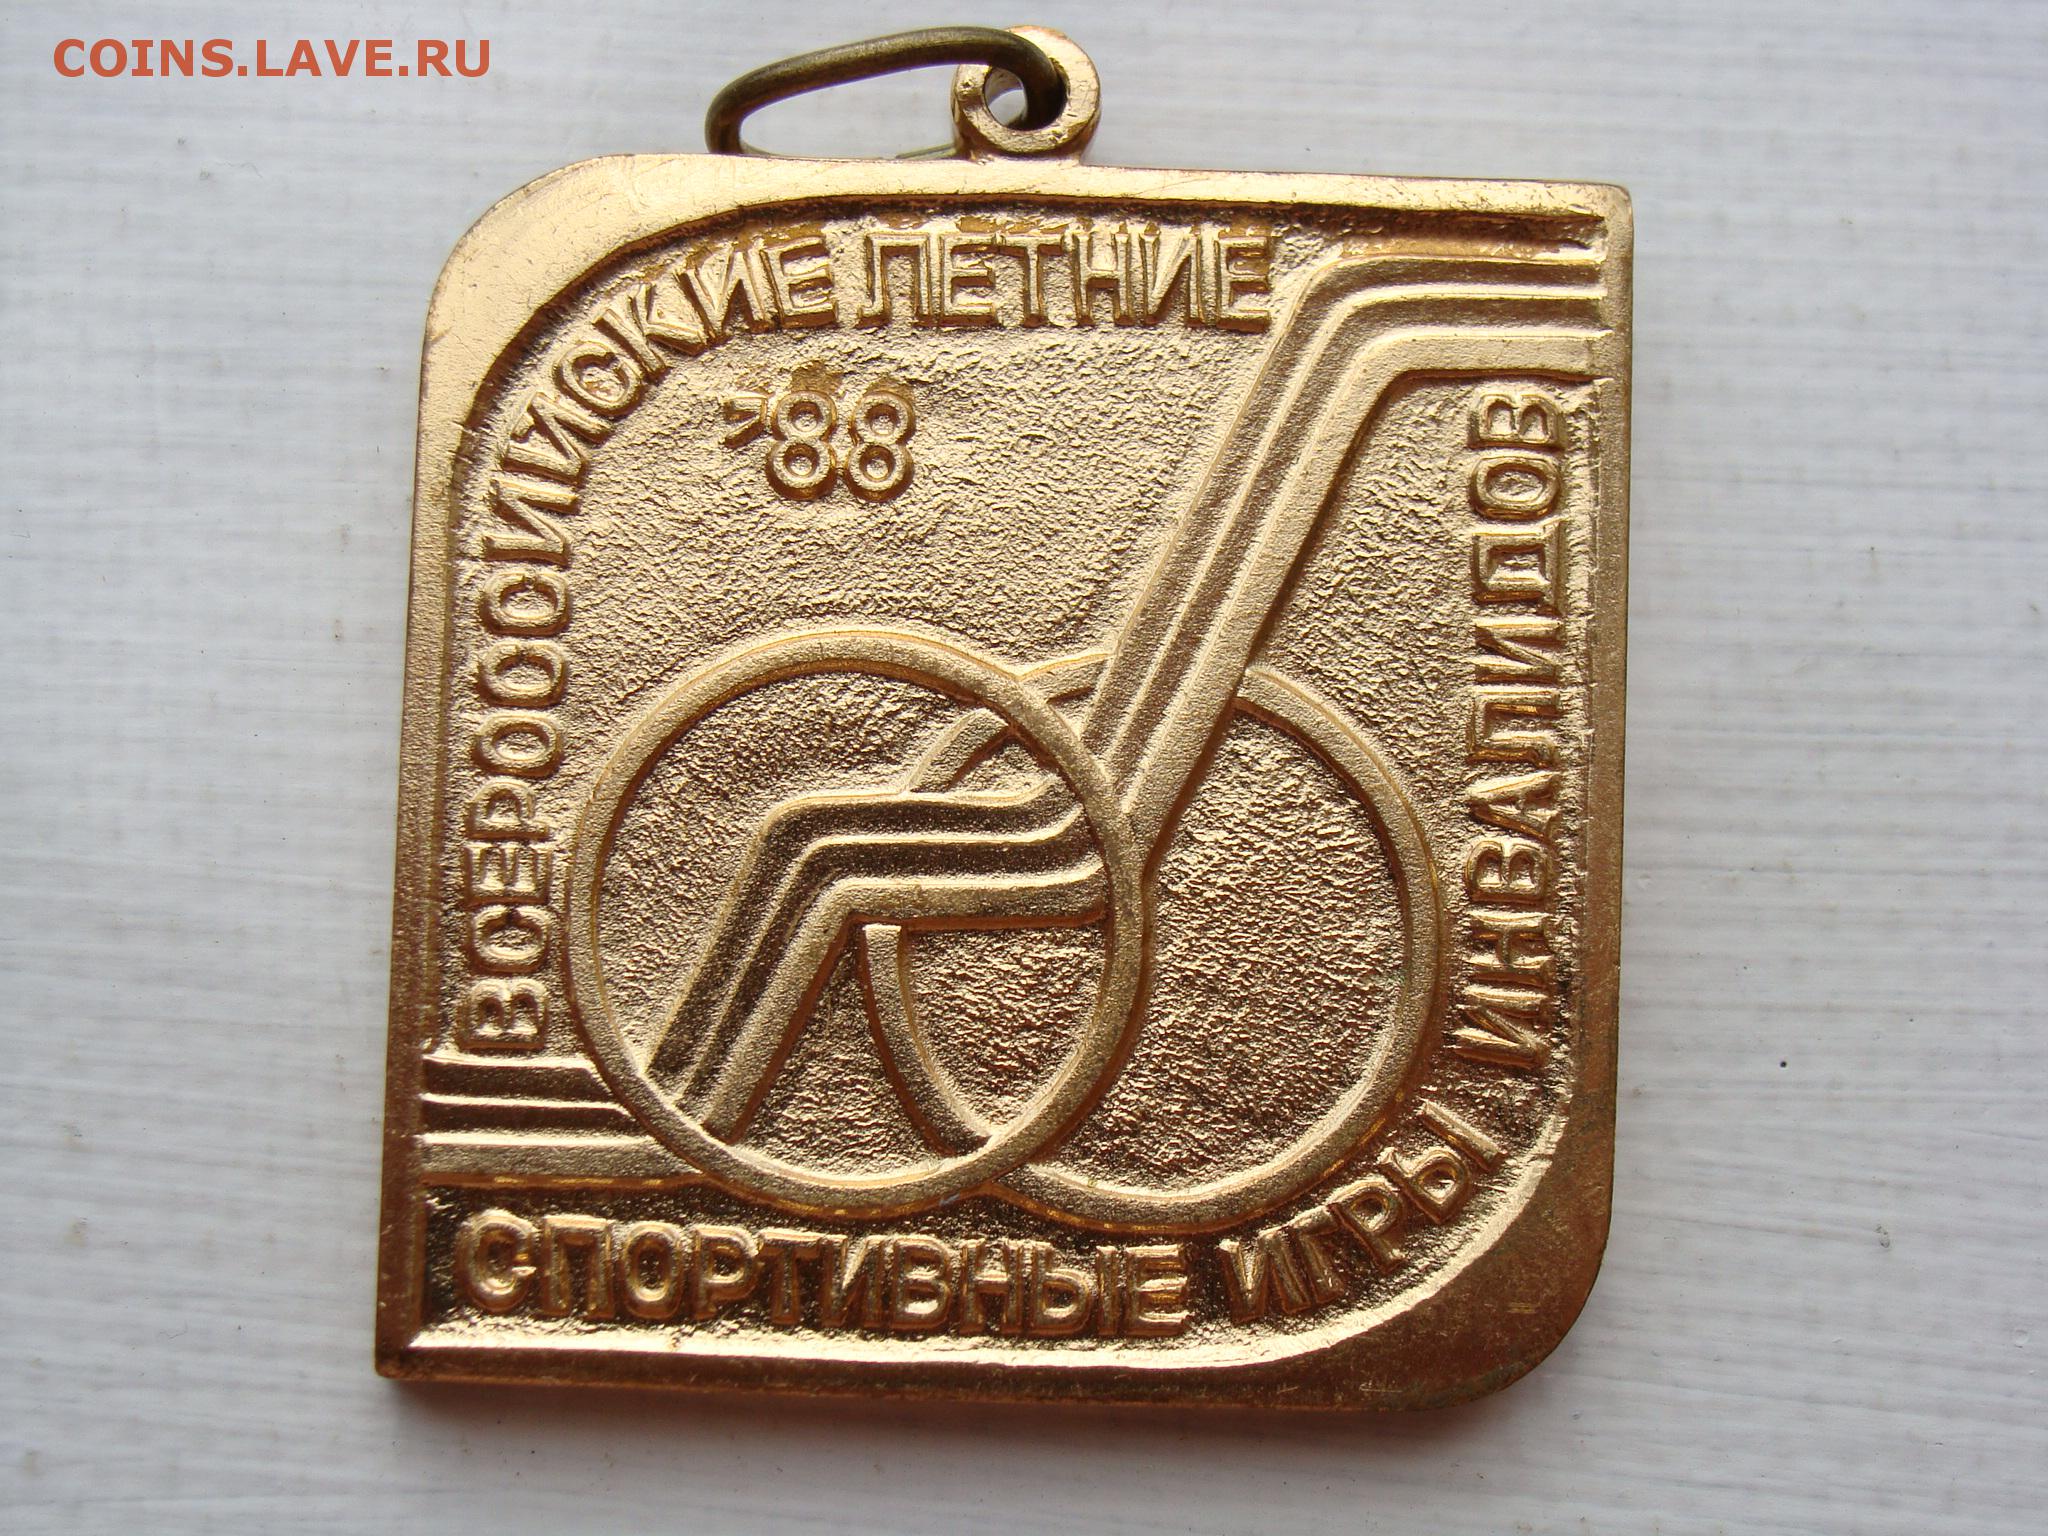 COINS.LAVE.RU
ВСЕРОССИЙСКИЕ ЛЕТНИЕ
'88
СПОРТИВНЫЕ ИГРЫ ИНВАЛИДОВ